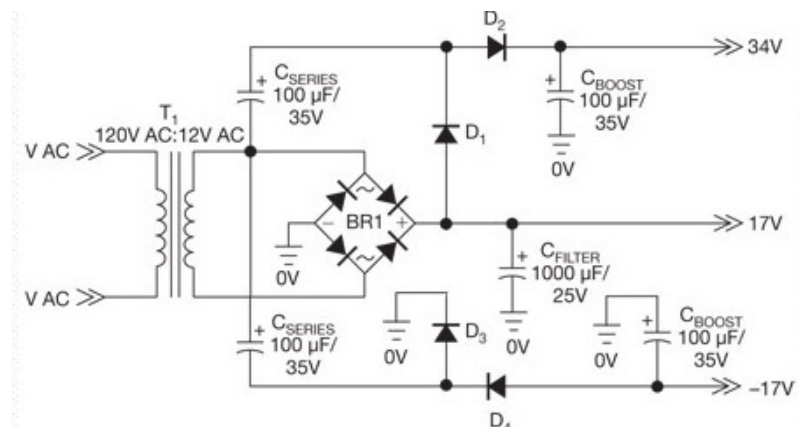 D2
34V
+ CSERIES
100 µF/
35V
+ CBOOST
100 µF/
35V
0V
T1
120V AC:12V AC
D1
V AC
~
− BR1 +
17V
0V
~
+ CFILTER
1000 µF/
25V
0V
V AC
+ CSERIES
100 µF/
35V
0V
D3
0V
+ CBOOST
100 µF/
35V
−17V